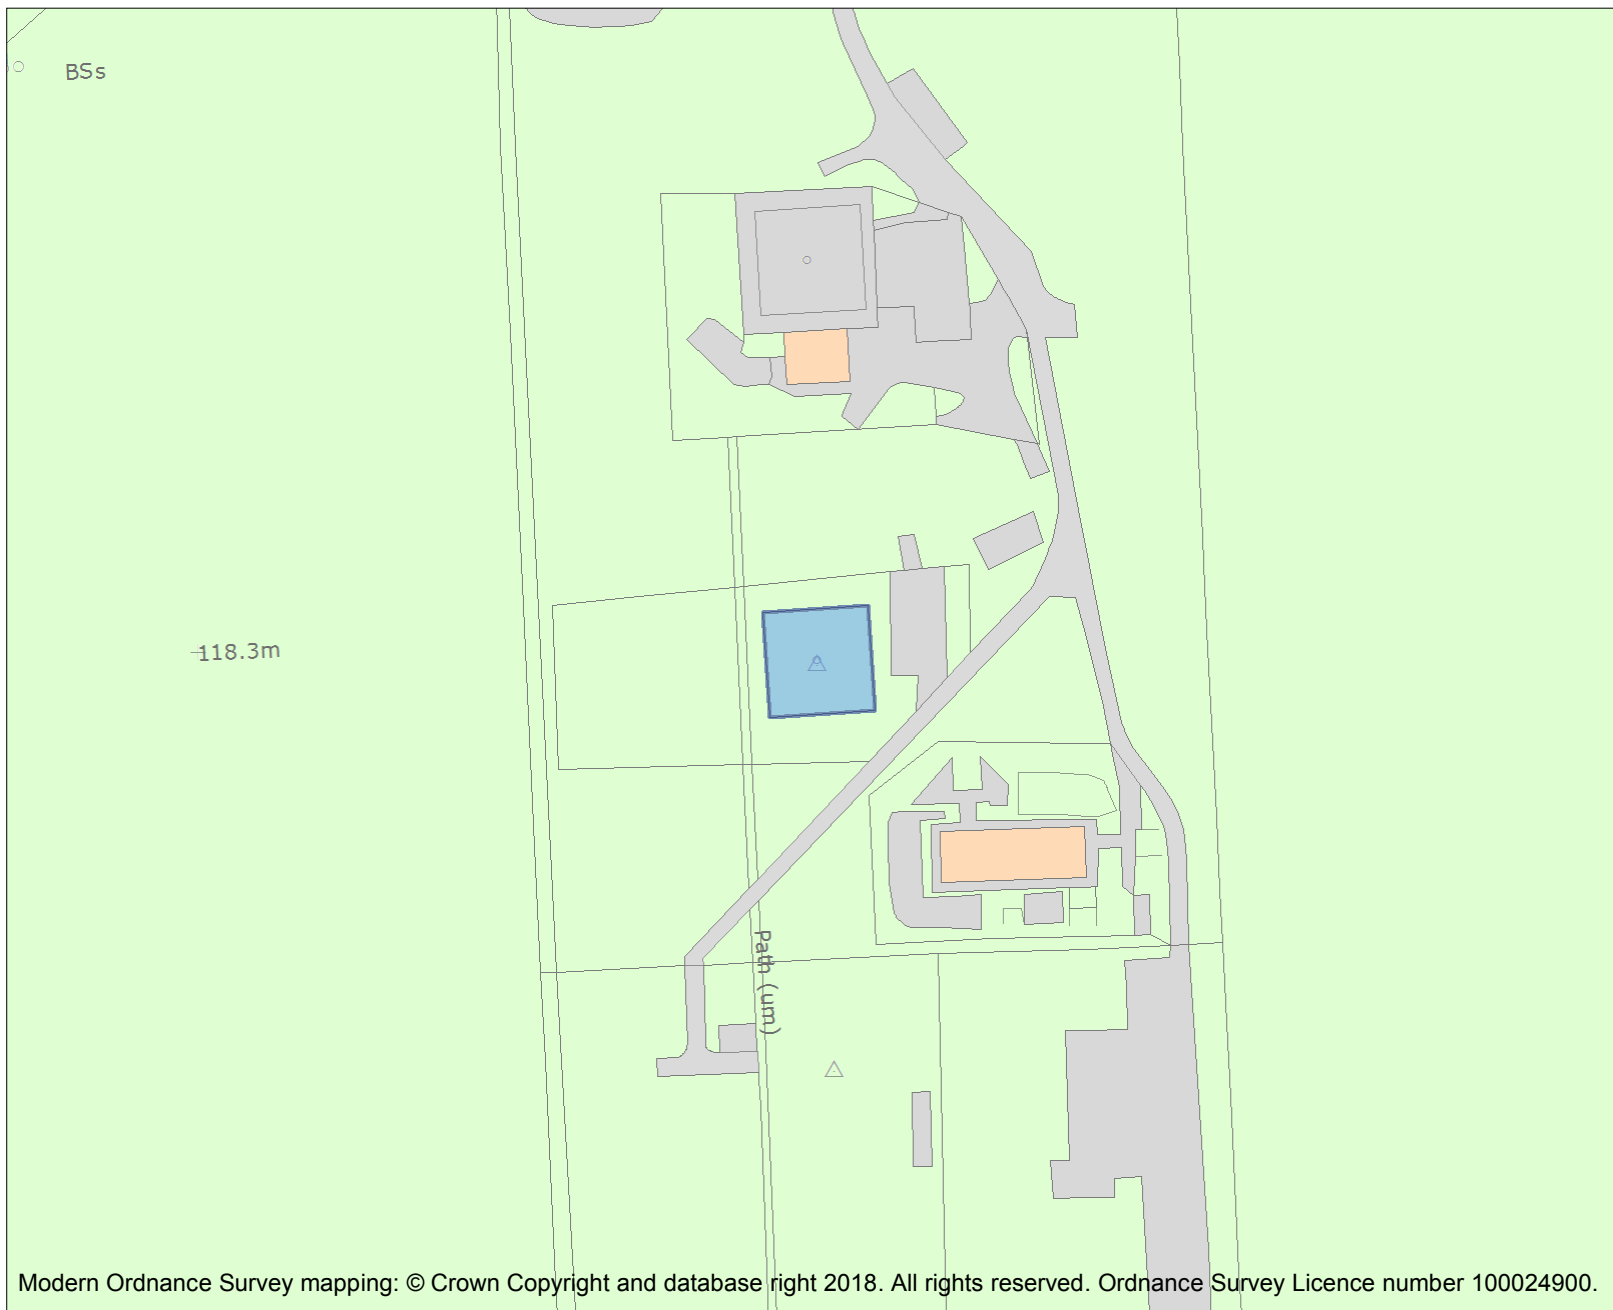 BSs
118.3m
Path (um)
Modern Ordnance Survey mapping: © Crown Copyright and database right 2018. All rights reserved. Ordnance Survey Licence number 100024900.